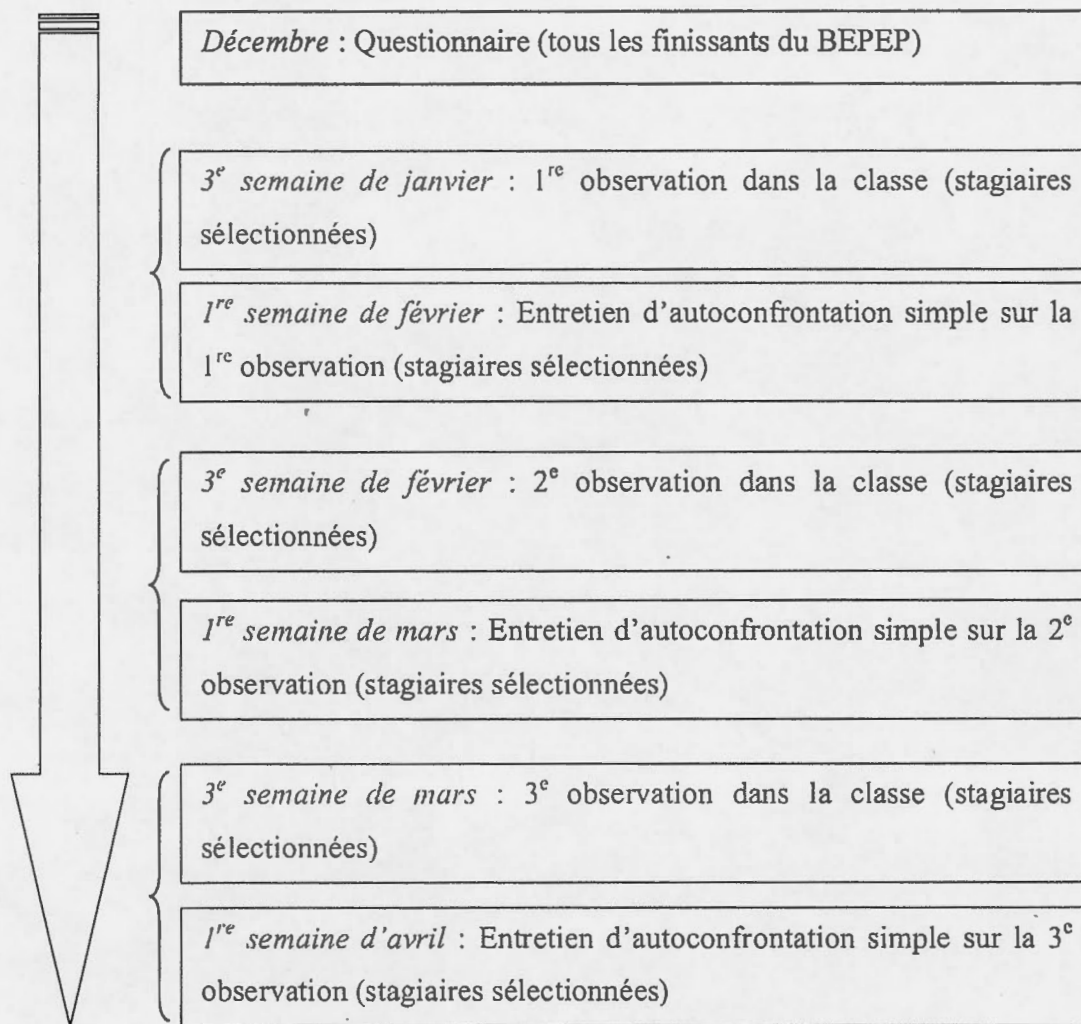 Décembre : Questionnaire (tous les finissants du BEPEP)
3e semaine de janvier : 1re observation dans la classe (stagiaires
sélectionnées)
1re semaine de février : Entretien d'autoconfrontation simple sur la
1re observation (stagiaires sélectionnées)
3e semaine de février : 2e observation dans la classe (stagiaires
sélectionnées)
1re semaine de mars : Entretien d'autoconfrontation simple sur la 2e
observation (stagiaires sélectionnées)
3e semaine de mars : 3e observation dans la classe (stagiaires
sélectionnées)
1re semaine d'avril : Entretien d'autoconfrontation simple sur la 3e
observation (stagiaires sélectionnées)